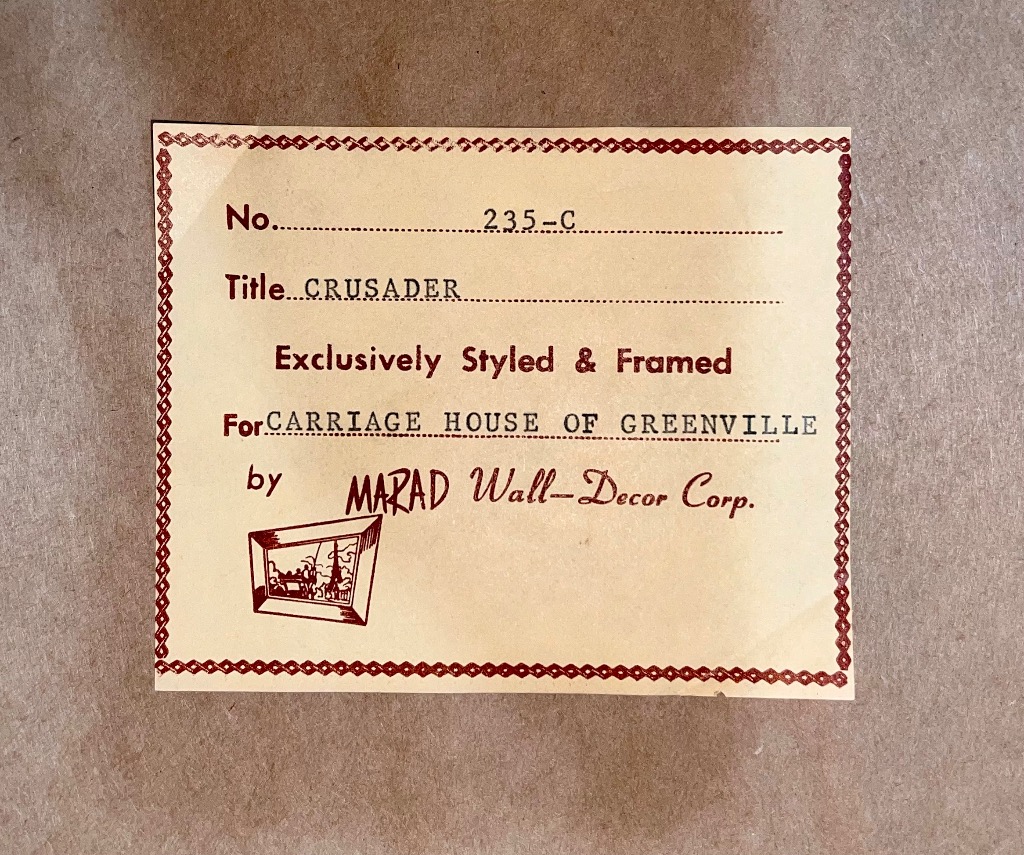 No. 235-C
Title CRUSADER
Exclusively Styled & Framed
For CARRIAGE HOUSE OF GREENVILLE
by MARAD Wall-Decor Corp.